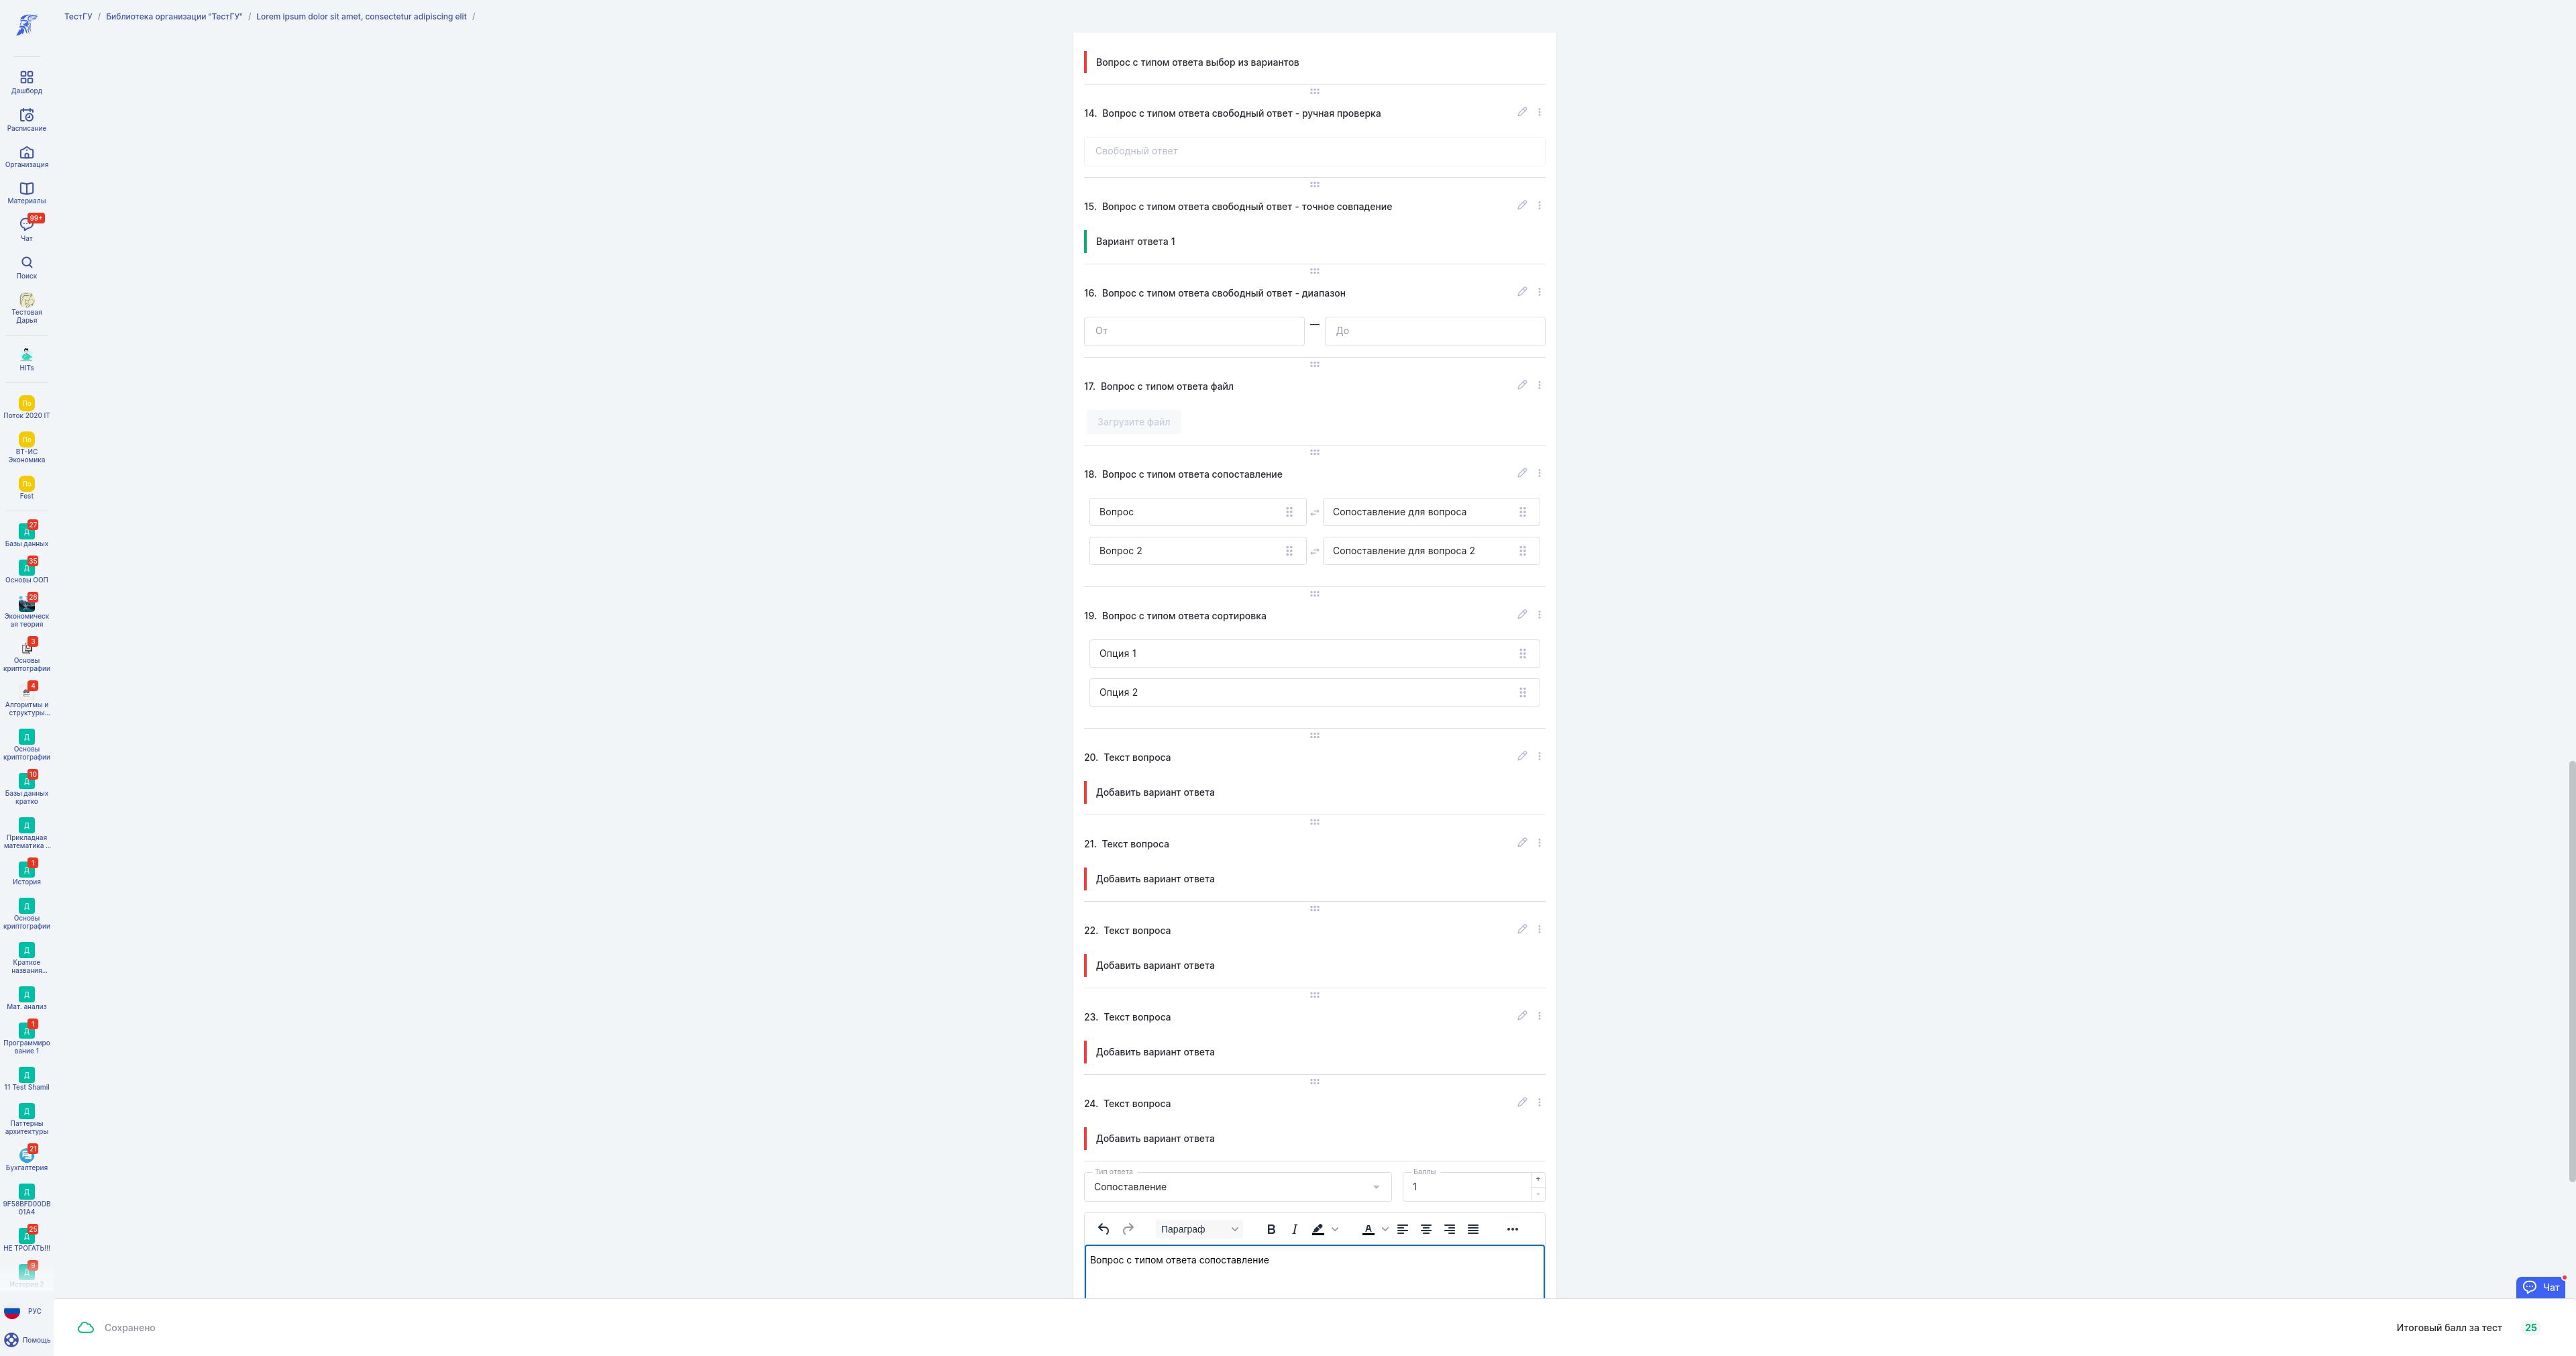 ТестГУ / Библиотека организации "ТестГУ" / Lorem ipsum dolor sit amet, consectetur adipiscing elit /
Дашборд
Расписание
Организация
Материалы
99+
Чат
Поиск
Тестовая
Дарья
HITs
По
Поток 2020 IT
По
ВТ-ИС
Экономика
По
Fest
27
Д
Базы данных
35
Д
Основы ООП
28
Экономическ
ая теория
3
Основы
криптографии
4
Алгоритмы и
структуры...
Д
Основы
криптографии
10
Д
Базы данных
кратко
Д
Прикладная
математика ...
1
Д
История
Д
Основы
криптографии
Д
Краткое
названия...
Д
Мат. анализ
1
Д
Программиро
вание 1
Д
11 Test Shamil
Д
Паттерны
архитектуры
21
Бухгалтерия
Д
9F58BFD00DB
01A4
25
Д
НЕ ТРОГАТЬ!!!
9
Д
История 2
РУС
Помощь
Вопрос с типом ответа выбор из вариантов
14. Вопрос с типом ответа свободный ответ - ручная проверка
Свободный ответ
15. Вопрос с типом ответа свободный ответ - точное совпадение
Вариант ответа 1
16. Вопрос с типом ответа свободный ответ - диапазон
От — До
17. Вопрос с типом ответа файл
Загрузите файл
18. Вопрос с типом ответа сопоставление
Вопрос Сопоставление для вопроса
Вопрос 2 Сопоставление для вопроса 2
19. Вопрос с типом ответа сортировка
Опция 1
Опция 2
20. Текст вопроса
Добавить вариант ответа
21. Текст вопроса
Добавить вариант ответа
22. Текст вопроса
Добавить вариант ответа
23. Текст вопроса
Добавить вариант ответа
24. Текст вопроса
Добавить вариант ответа
Тип ответа Баллы
Сопоставление 1 + -
Параграф B I A
Вопрос с типом ответа сопоставление
Чат
Сохранено
Итоговый балл за тест 25